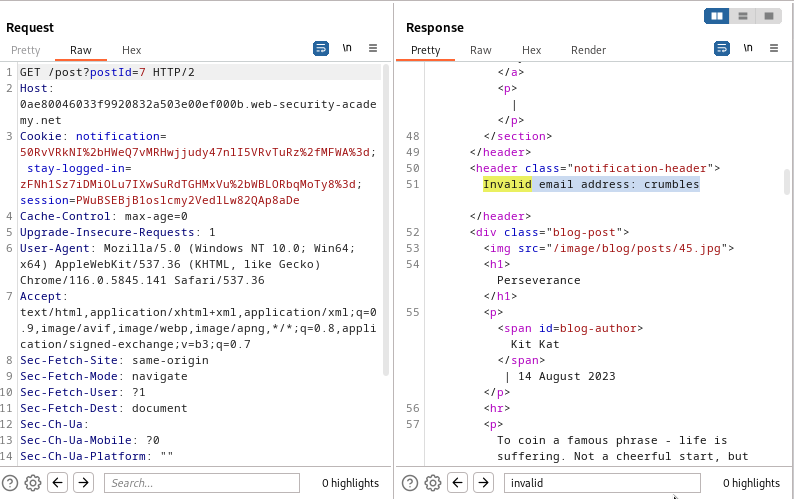 Request
Pretty Raw Hex
\n
1 GET /post?postId=7 HTTP/2
2 Host:
0ae80046033f9920832a503e00ef000b.web-security-acade
my.net
3 Cookie: notification=
50RvVRkNI%2bHWeQ7vMRHwjjudy47nlI5VRvTuRz%2fMFWA%3d;
stay-logged-in=
zFNh1Sz7iDMiOLu7IXwSuRdTGHMxVu%2bWBLORbqMoTy8%3d;
session=PWuBSEBjB1oslcmy2VedlLw82QAp8aDe
4 Cache-Control: max-age=0
5 Upgrade-Insecure-Requests: 1
6 User-Agent: Mozilla/5.0 (Windows NT 10.0; Win64;
x64) AppleWebKit/537.36 (KHTML, like Gecko)
Chrome/116.0.5845.141 Safari/537.36
7 Accept:
text/html,application/xhtml+xml,application/xml;q=0
.9,image/avif,image/webp,image/apng,*/*;q=0.8,appli
cation/signed-exchange;v=b3;q=0.7
8 Sec-Fetch-Site: same-origin
9 Sec-Fetch-Mode: navigate
10 Sec-Fetch-User: ?1
11 Sec-Fetch-Dest: document
12 Sec-Ch-Ua:
13 Sec-Ch-Ua-Mobile: ?0
14 Sec-Ch-Ua-Platform: ""
Search...
0 highlights
Response
Pretty Raw Hex Render
\n
</a>
<p>
|
</p>
48 </section>
49 </header>
50 <header class="notification-header">
51 Invalid email address: crumbles
</header>
52 <div class="blog-post">
53 <img src="/image/blog/posts/45.jpg">
54 <h1>
Perseverance
</h1>
55 <p>
<span id=blog-author>
Kit Kat
</span>
| 14 August 2023
</p>
56 <hr>
57 <p>
To coin a famous phrase - life is
suffering. Not a cheerful start, but
invalid
0 highlights